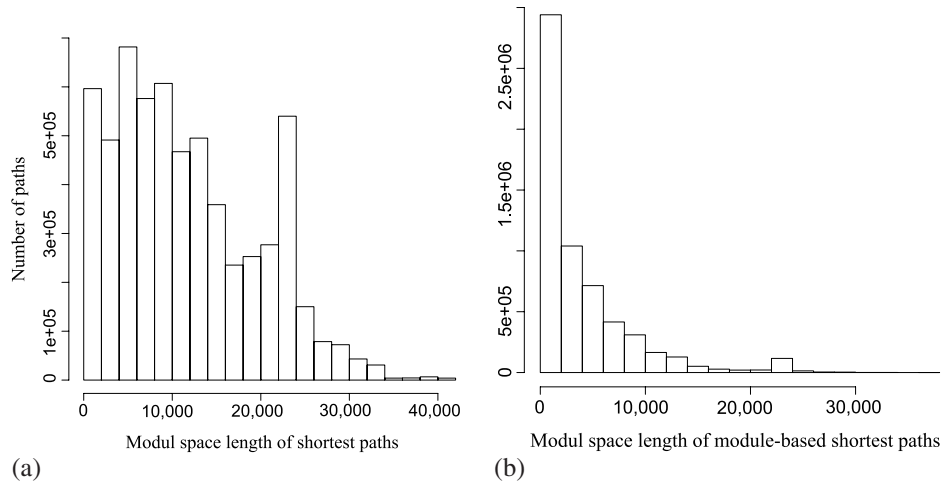 Number of paths
0
1e+05
3e+05
5e+05
0
10,000
20,000
30,000
40,000
Modul space length of shortest paths
(a)
0
5e+05
1.5e+06
2.5e+06
0
10,000
20,000
30,000
Modul space length of module-based shortest paths
(b)